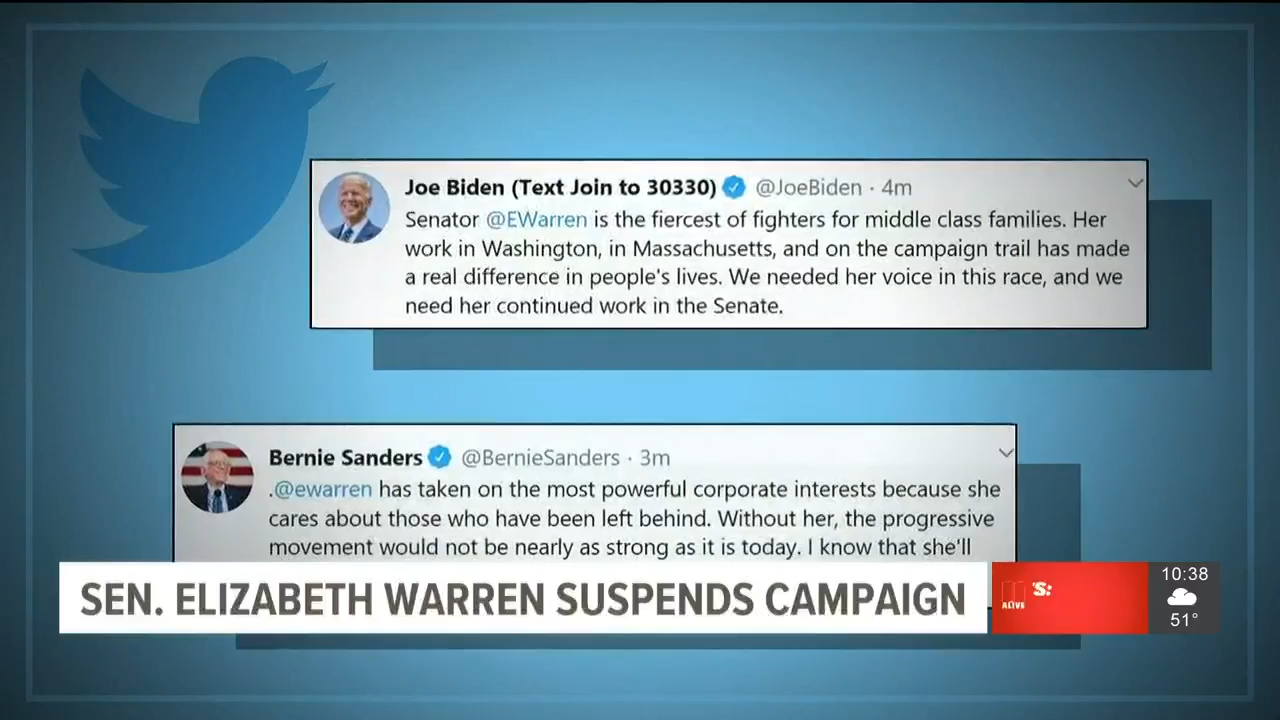 Joe Biden (Text Join to 30330) @JoeBiden · 4m
Senator @EWarren is the fiercest of fighters for middle class families. Her
work in Washington, in Massachusetts, and on the campaign trail has made
a real difference in people's lives. We needed her voice in this race, and we
need her continued work in the Senate.
Bernie Sanders @BernieSanders · 3m
.@ewarren has taken on the most powerful corporate interests because she
cares about those who have been left behind. Without her, the progressive
movement would not be nearly as strong as it is today. I know that she'll
SEN. ELIZABETH WARREN SUSPENDS CAMPAIGN
11
ALIVE
'S:
10:38
51°